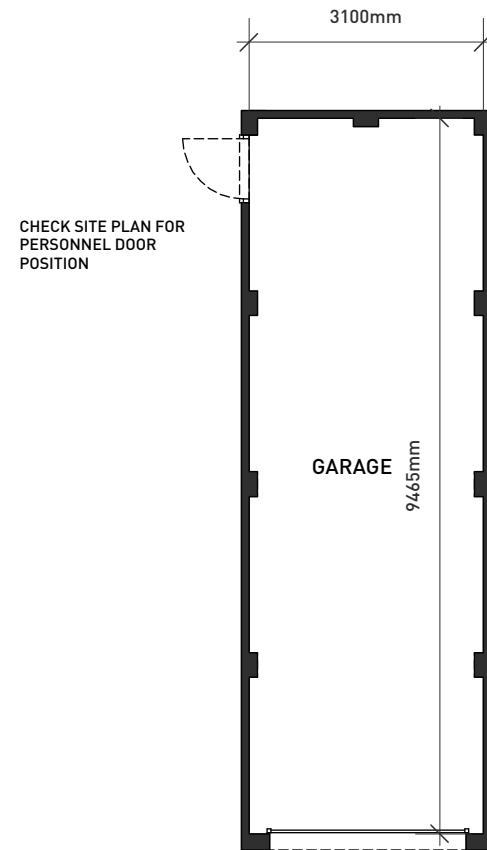 3100mm
CHECK SITE PLAN FOR
PERSONNEL DOOR
POSITION
GARAGE
9465mm